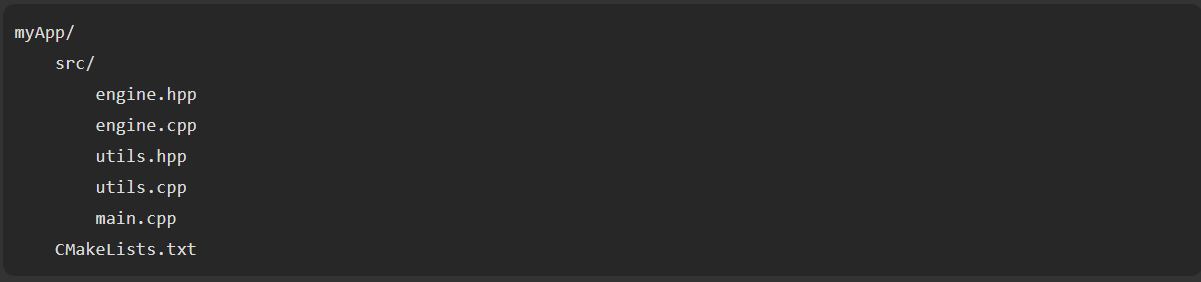 myApp/
    src/
        engine.hpp
        engine.cpp
        utils.hpp
        utils.cpp
        main.cpp
    CMakeLists.txt